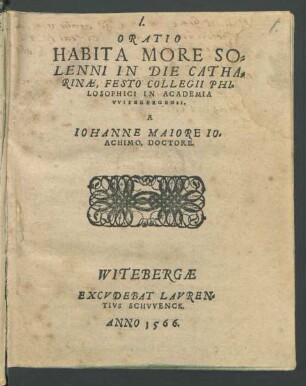 1.
1.
ORATIO
HABITA MORE SO-
LENNI IN DIE CATHA-
RINÆ, FESTO COLLEGII PHI-
LOSOPHICI IN ACADEMIA
VVITEBERGENSI,
A
IOHANNE MAIORE IO-
ACHIMO, DOCTORE.
WITEBERGÆ
EXCVDEBAT LAVREN-
TIVS SCHVVENCK.
ANNO 1566.